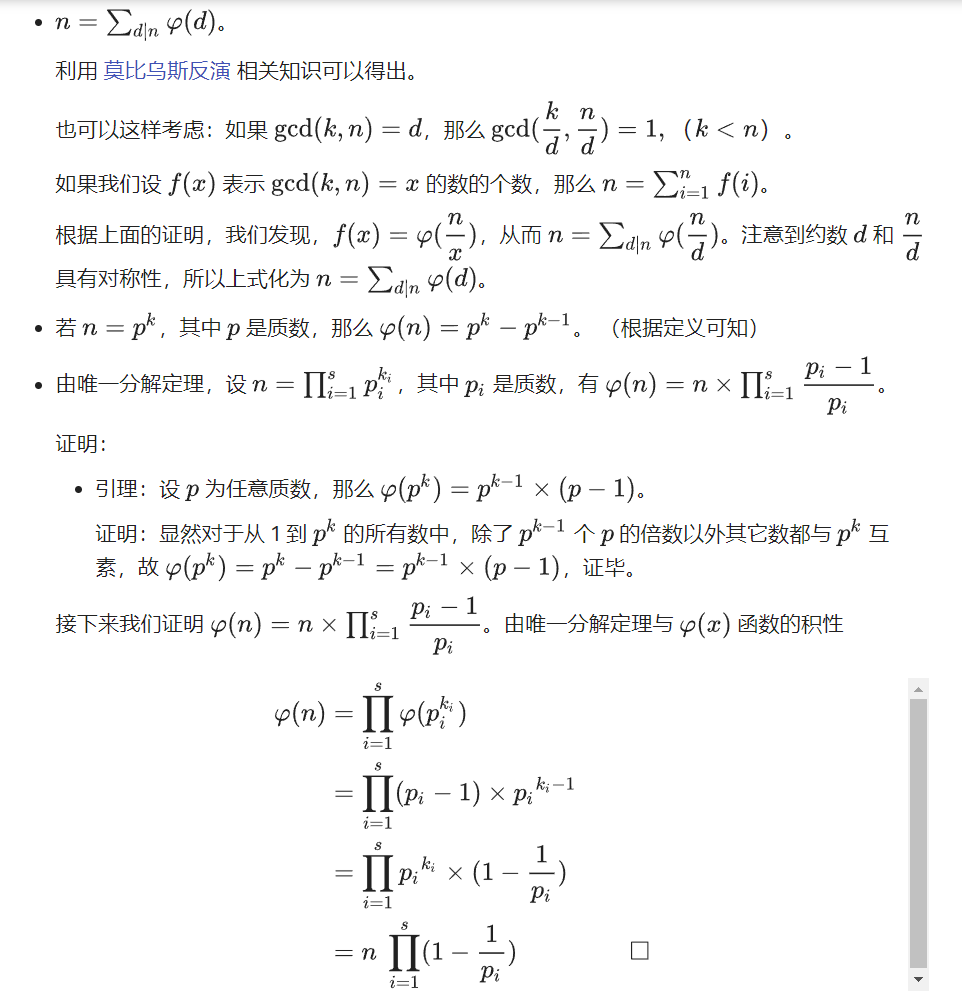 • $n = \sum_{d|n} \varphi(d)$。
利用 莫比乌斯反演 相关知识可以得出。
也可以这样考虑：如果 $\gcd(k, n) = d$，那么 $\gcd(\dfrac{k}{d}, \dfrac{n}{d}) = 1$，（$k < n$）。
如果我们设 $f(x)$ 表示 $\gcd(k, n) = x$ 的数的个数，那么 $n = \sum_{i=1}^{n} f(i)$。
根据上面的证明，我们发现，$f(x) = \varphi(\dfrac{n}{x})$，从而 $n = \sum_{d|n} \varphi(\dfrac{n}{d})$。注意到约数 $d$ 和 $\dfrac{n}{d}$
具有对称性，所以上式化为 $n = \sum_{d|n} \varphi(d)$。
• 若 $n = p^k$，其中 $p$ 是质数，那么 $\varphi(n) = p^k - p^{k-1}$。（根据定义可知）
• 由唯一分解定理，设 $n = \prod_{i=1}^{s} p_i^{k_i}$，其中 $p_i$ 是质数，有 $\varphi(n) = n \times \prod_{i=1}^{s} \dfrac{p_i - 1}{p_i}$。
证明：
• 引理：设 $p$ 为任意质数，那么 $\varphi(p^k) = p^{k-1} \times (p - 1)$。
证明：显然对于从 1 到 $p^k$ 的所有数中，除了 $p^{k-1}$ 个 $p$ 的倍数以外其它数都与 $p^k$ 互
素，故 $\varphi(p^k) = p^k - p^{k-1} = p^{k-1} \times (p - 1)$，证毕。
接下来我们证明 $\varphi(n) = n \times \prod_{i=1}^{s} \dfrac{p_i - 1}{p_i}$。由唯一分解定理与 $\varphi(x)$ 函数的积性
$\varphi(n) = \prod_{i=1}^{s} \varphi(p_i^{k_i})$
$= \prod_{i=1}^{s} (p_i - 1) \times {p_i}^{k_i - 1}$
$= \prod_{i=1}^{s} {p_i}^{k_i} \times (1 - \dfrac{1}{p_i})$
$= n \prod_{i=1}^{s} (1 - \dfrac{1}{p_i})$ □